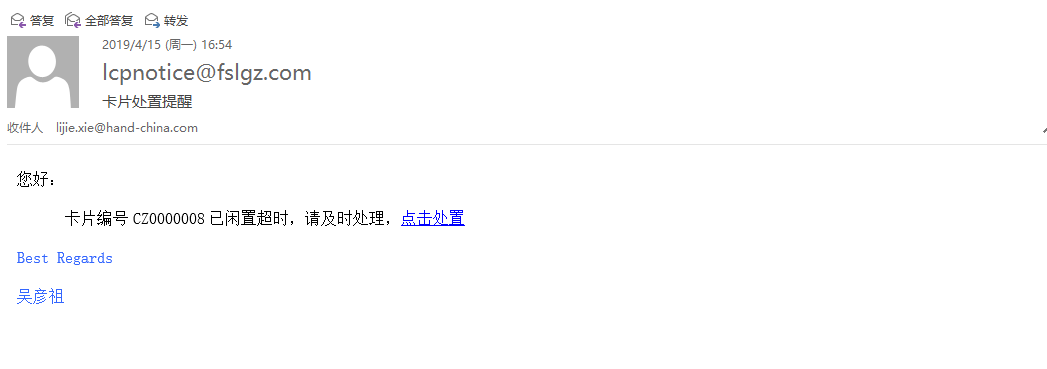 答复 全部答复 转发
2019/4/15 (周一) 16:54
lcpnotice@fslgz.com
卡片处置提醒
收件人 lijie.xie@hand-china.com
您好：
卡片编号 CZ0000008 已闲置超时，请及时处理，点击处置
Best Regards
吴彦祖